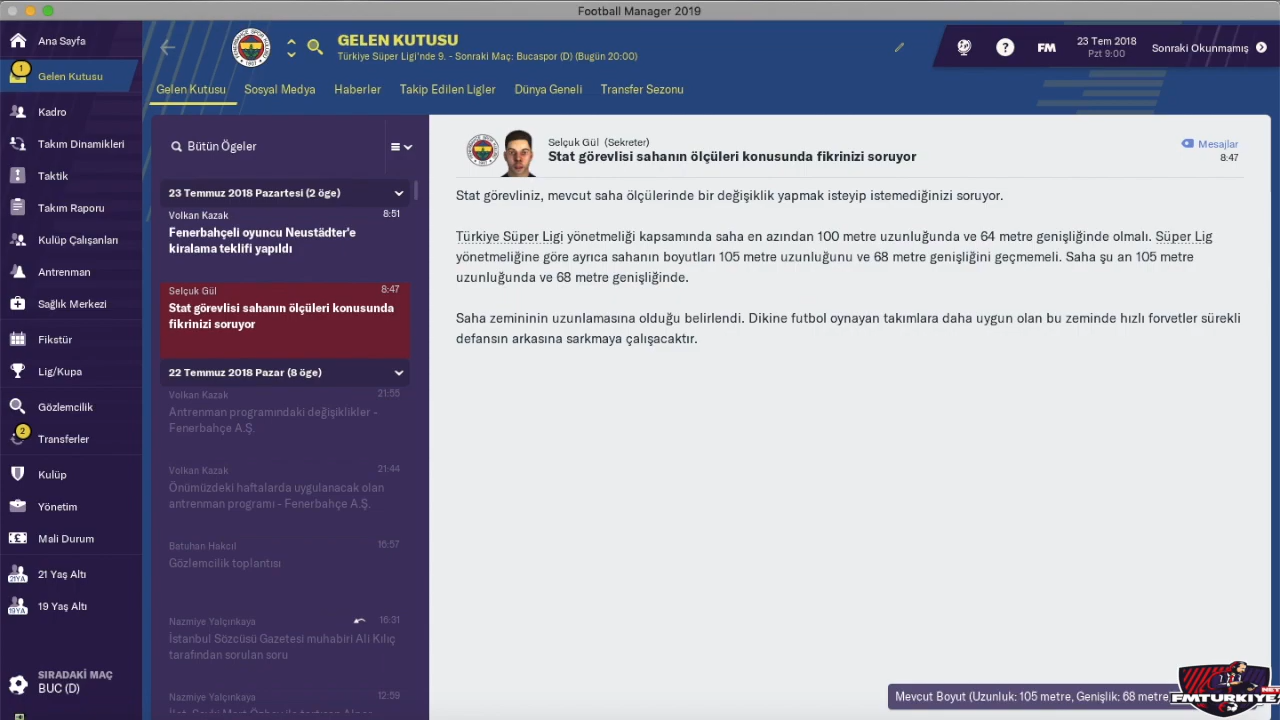 Football Manager 2019
Ana Sayfa
1
Gelen Kutusu
Kadro
Takım Dinamikleri
Taktik
Takım Raporu
Kulüp Çalışanları
Antrenman
Sağlık Merkezi
Fikstür
Lig/Kupa
Gözlemcilik
2
Transferler
Kulüp
Yönetim
Mali Durum
21YA
21 Yaş Altı
19YA
19 Yaş Altı
SIRADAKİ MAÇ
BUC (D)
GELEN KUTUSU
Türkiye Süper Ligi'nde 9. - Sonraki Maç: Bucaspor (D) (Bugün 20:00)
?
FM
23 Tem 2018
Pzt 9:00
Sonraki Okunmamış
Gelen Kutusu
Sosyal Medya
Haberler
Takip Edilen Ligler
Dünya Geneli
Transfer Sezonu
Bütün Ögeler
23 Temmuz 2018 Pazartesi (2 öge)
Volkan Kazak 8:51
Fenerbahçeli oyuncu Neustädter'e
kiralama teklifi yapıldı
Selçuk Gül 8:47
Stat görevlisi sahanın ölçüleri konusunda
fikrinizi soruyor
22 Temmuz 2018 Pazar (8 öge)
Volkan Kazak 21:55
Antrenman programındaki değişiklikler -
Fenerbahçe A.Ş.
Volkan Kazak 21:44
Önümüzdeki haftalarda uygulanacak olan
antrenman programı - Fenerbahçe A.Ş.
Batuhan Hakcıl 16:57
Gözlemcilik toplantısı
Nazmiye Yalçınkaya 16:31
İstanbul Sözcüsü Gazetesi muhabiri Ali Kılıç
tarafından sorulan soru
Nazmiye Yalçınkaya 12:59
Selçuk Gül (Sekreter)
Stat görevlisi sahanın ölçüleri konusunda fikrinizi soruyor
Mesajlar
8:47
Stat görevliniz, mevcut saha ölçülerinde bir değişiklik yapmak isteyip istemediğinizi soruyor.
Türkiye Süper Ligi yönetmeliği kapsamında saha en azından 100 metre uzunluğunda ve 64 metre genişliğinde olmalı. Süper Lig
yönetmeliğine göre ayrıca sahanın boyutları 105 metre uzunluğunu ve 68 metre genişliğini geçmemeli. Saha şu an 105 metre
uzunluğunda ve 68 metre genişliğinde.
Saha zemininin uzunlamasına olduğu belirlendi. Dikine futbol oynayan takımlara daha uygun olan bu zeminde hızlı forvetler sürekli
defansın arkasına sarkmaya çalışacaktır.
Mevcut Boyut (Uzunluk: 105 metre, Genişlik: 68 metre
FMTURKIYE
NET